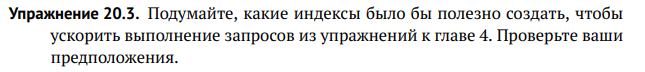 Упражнение 20.3. Подумайте, какие индексы было бы полезно создать, чтобы
ускорить выполнение запросов из упражнений к главе 4. Проверьте ваши
предположения.